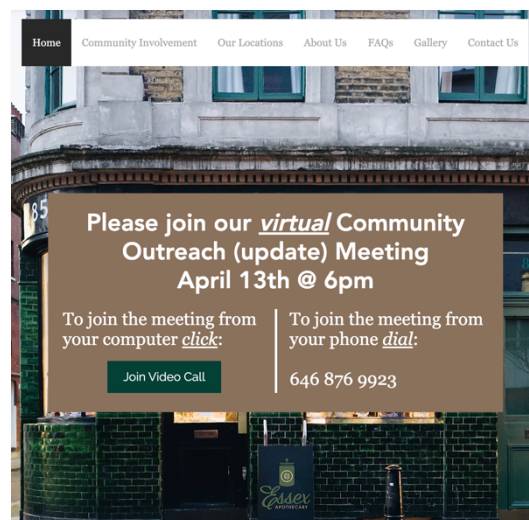 Home Community Involvement Our Locations About Us FAQs Gallery Contact Us
85
Please join our virtual Community
Outreach (update) Meeting
April 13th @ 6pm
To join the meeting from
your computer click:
Join Video Call
To join the meeting from
your phone dial:
646 876 9923
Essex
APOTHECARY